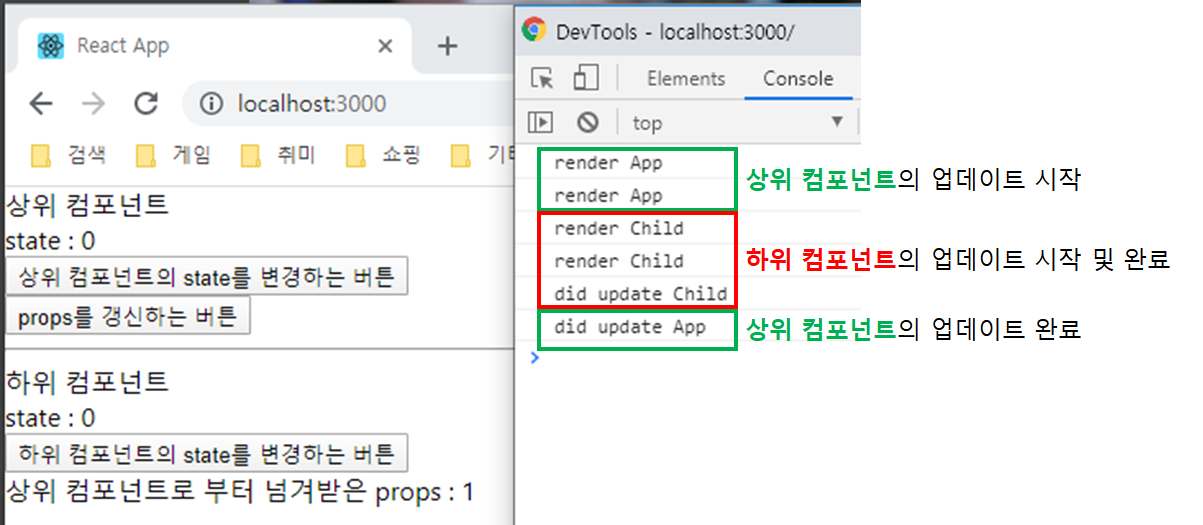 React App
localhost:3000
검색 게임 취미 쇼핑
상위 컴포넌트
state : 0
상위 컴포넌트의 state를 변경하는 버튼
props를 갱신하는 버튼
하위 컴포넌트
state : 0
하위 컴포넌트의 state를 변경하는 버튼
상위 컴포넌트로 부터 넘겨받은 props : 1
DevTools - localhost:3000/
Elements Console
top
render App
render App
상위 컴포넌트의 업데이트 시작
render Child
render Child
did update Child
하위 컴포넌트의 업데이트 시작 및 완료
did update App
상위 컴포넌트의 업데이트 완료